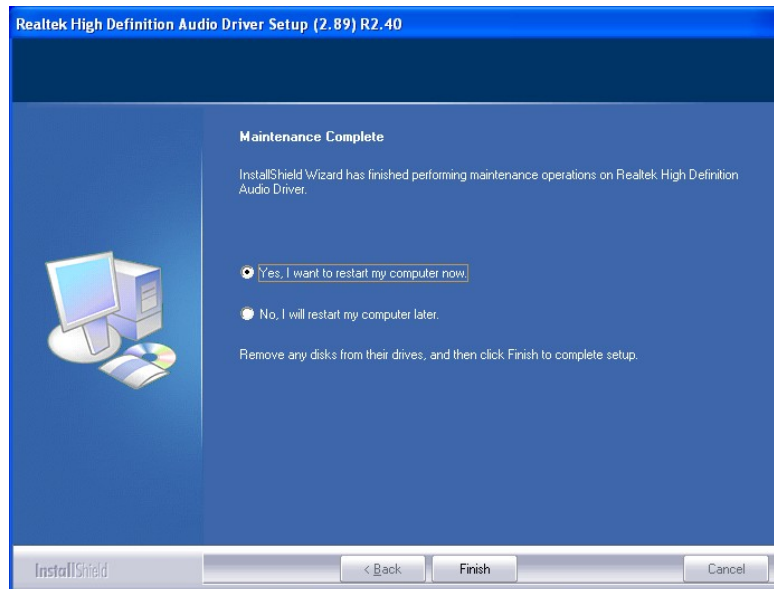 Realtek High Definition Audio Driver Setup (2.89) R2.40
Maintenance Complete
InstallShield Wizard has finished performing maintenance operations on Realtek High Definition
Audio Driver.
Yes, I want to restart my computer now.
No, I will restart my computer later.
Remove any disks from their drives, and then click Finish to complete setup.
InstallShield
< Back
Finish
Cancel